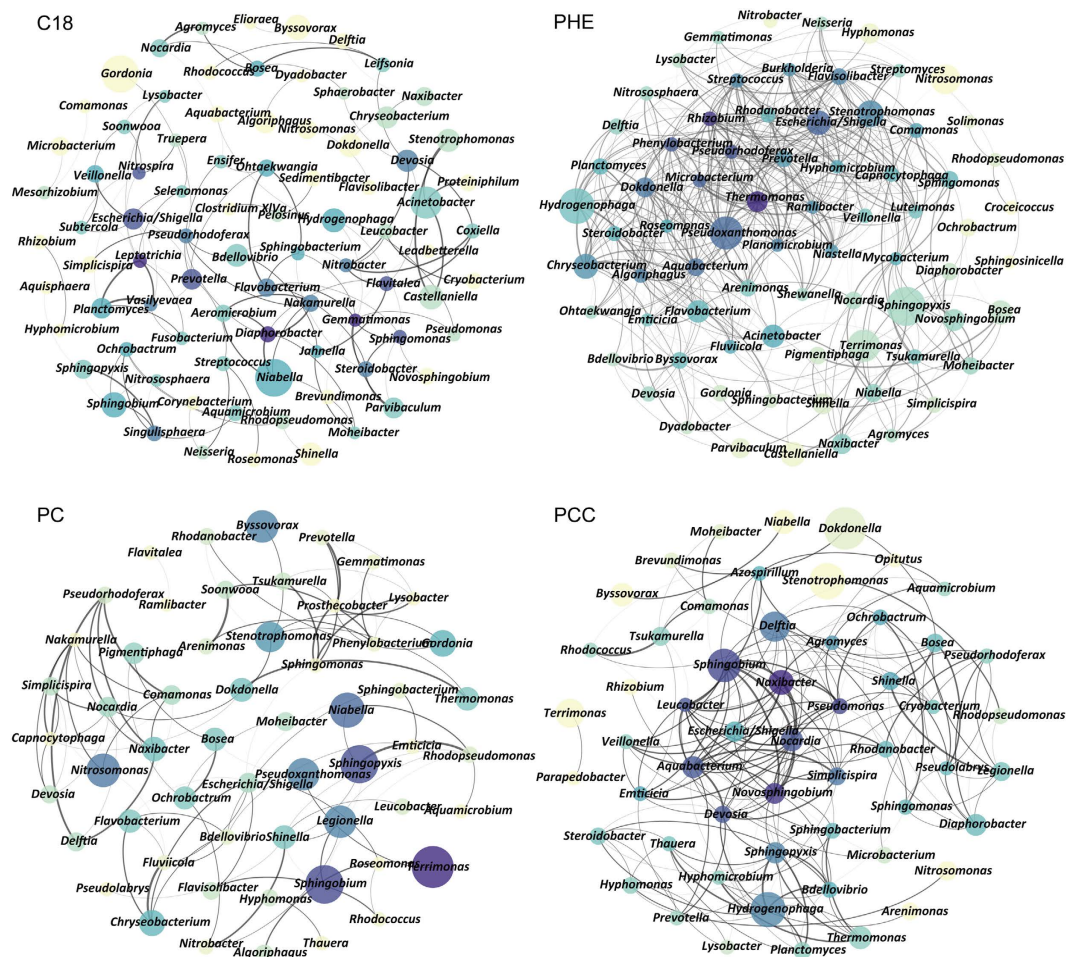 C18
Elioraea
Agromyces
Byssovorax
Nocardia
Delftia
Bosea
Leifsonia
Gordonia
Rhodococcus
Dyadobacter
Lysobacter
Sphaerobacter
Naxibacter
Comamonas
Aquabacterium
Chryseobacterium
Algoriphagus
Soonwooa
Nitrosomonas
Stenotrophomonas
Truepera
Microbacterium
Dokdonella
Devosia
Ensifer
Nitrospira
Ohtaekwangia
Veillonella
Sedimentibacter
Proteiniphilum
Mesorhizobium
Selenomonas
Flavisolibacter
Acinetobacter
Clostridium XlVa
Escherichia/Shigella
Pelosinus
Hydrogenophaga
Subtercola
Leucobacter
Coxiella
Pseudorhodoferax
Rhizobium
Sphingobacterium
Leadbetterella
Leptotrichia
Bdellovibrio
Simplicispira
Nitrobacter
Prevotella
Flavitalea
Cryobacterium
Aquisphaera
Flavobacterium
Castellaniella
Vasilyevaea
Planctomyces
Nakamurella
Aeromicrobium
Gemmatimonas
Hyphomicrobium
Diaphorobacter
Pseudomonas
Fusobacterium
Sphingomonas
Ochrobactrum
Jahnella
Streptococcus
Sphingopyxis
Steroidobacter
Nitrososphaera
Niabella
Novosphingobium
Brevundimonas
Sphingobium
Corynebacterium
Parvibaculum
Aquamicrobium
Rhodopseudomonas
Singulisphaera
Moheibacter
Neisseria
Roseomonas
Shinella
PHE
Nitrobacter
Neisseria
Hyphomonas
Gemmatimonas
Lysobacter
Burkholderia
Streptomyces
Streptococcus
Flavisolibacter
Nitrosomonas
Nitrososphaera
Rhodanobacter
Stenotrophomonas
Rhizobium
Escherichia/Shigella
Solimonas
Delftia
Comamonas
Phenylobacterium
Pseudorhodoferax
Prevotella
Rhodopseudomonas
Planctomyces
Hyphomicrobium
Microbacterium
Capnocytophaga
Sphingomonas
Dokdonella
Thermomonas
Hydrogenophaga
Ramlibacter
Croceicoccus
Veillonella
Luteimonas
Roseomonas
Steroidobacter
Pseudoxanthomonas
Ochrobactrum
Planomicrobium
Niastella
Mycobacterium
Sphingosinicella
Chryseobacterium
Aquabacterium
Algoriphagus
Diaphorobacter
Arenimonas
Shewanella
Nocardia
Sphingopyxis
Bosea
Ohtaekwangia
Flavobacterium
Emticicia
Novosphingobium
Acinetobacter
Terrimonas
Fluviicola
Pigmentiphaga
Tsukamurella
Bdellovibrio
Byssovorax
Moheibacter
Devosia
Gordonia
Niabella
Sphingobacterium
Shinella
Simplicispira
Dyadobacter
Agromyces
Parvibaculum
Naxibacter
Castellaniella
PC
Byssovorax
Rhodanobacter
Prevotella
Flavitalea
Gemmatimonas
Tsukamurella
Soonwooa
Pseudorhodoferax
Lysobacter
Ramlibacter
Prosthecobacter
Stenotrophomonas
Nakamurella
Phenylobacterium
Gordonia
Pigmentiphaga
Arenimonas
Sphingomonas
Simplicispira
Comamonas
Dokdonella
Sphingobacterium
Thermomonas
Nocardia
Niabella
Moheibacter
Capnocytophaga
Bosea
Naxibacter
Emticicia
Rhodopseudomonas
Sphingopyxis
Nitrosomonas
Pseudoxanthomonas
Escherichia/Shigella
Devosia
Ochrobactrum
Leucobacter
Aquamicrobium
Flavobacterium
Legionella
Delftia
Bdellovibrio
Shinella
Fluviicola
Roseomonas
Terrimonas
Pseudolabrys
Flavisolibacter
Sphingobium
Hyphomonas
Chryseobacterium
Rhodococcus
Nitrobacter
Thauera
Algoriphagus
PCC
Niabella
Moheibacter
Dokdonella
Brevundimonas
Opitutus
Azospirillum
Stenotrophomonas
Aquamicrobium
Byssovorax
Comamonas
Ochrobactrum
Delftia
Tsukamurella
Agromyces
Bosea
Rhodococcus
Pseudorhodoferax
Sphingobium
Naxibacter
Shinella
Rhizobium
Leucobacter
Pseudomonas
Cryobacterium
Terrimonas
Rhodopseudomonas
Escherichia/Shigella
Veillonella
Nocardia
Rhodanobacter
Aquabacterium
Pseudolabrys
Legionella
Parapedobacter
Simplicispira
Emticicia
Novosphingobium
Sphingomonas
Devosia
Diaphorobacter
Steroidobacter
Sphingobacterium
Thauera
Sphingopyxis
Microbacterium
Nitrosomonas
Hyphomicrobium
Hyphomonas
Bdellovibrio
Hydrogenophaga
Arenimonas
Prevotella
Thermomonas
Lysobacter
Planctomyces